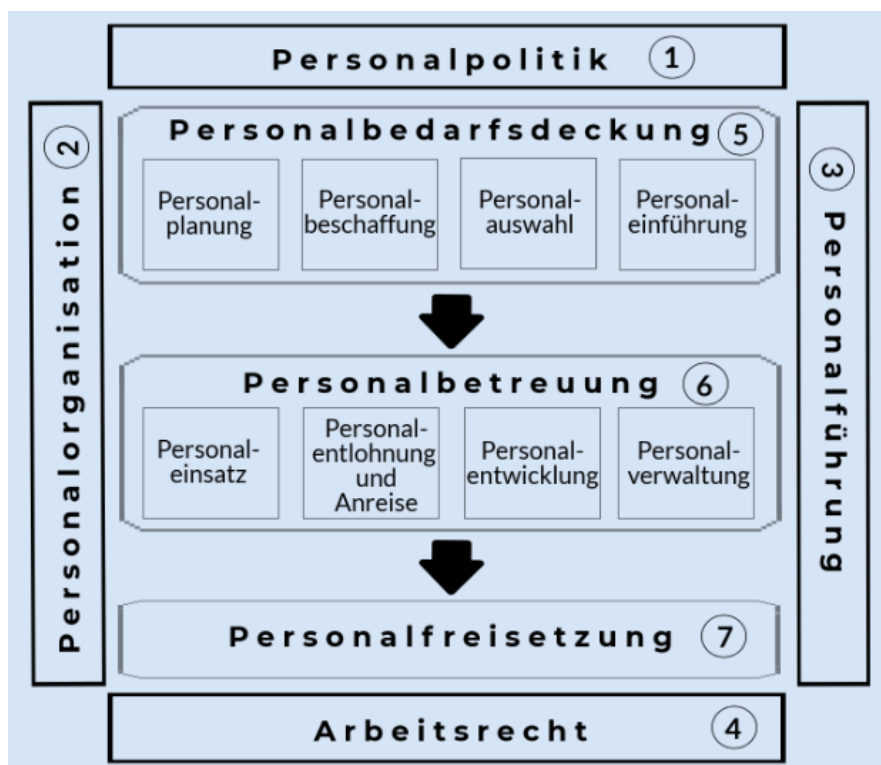 Personalpolitik 1
Personalorganisation 2
Personalführung 3
Personalbedarfsdeckung 5
Personal-
planung
Personal-
beschaffung
Personal-
auswahl
Personal-
einführung
Personalbetreuung 6
Personal-
einsatz
Personal-
entlohnung
und
Anreise
Personal-
entwicklung
Personal-
verwaltung
Personalfreisetzung 7
Arbeitsrecht 4